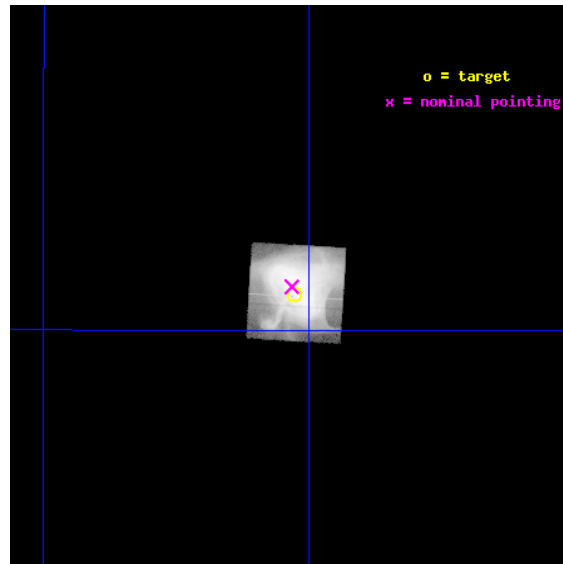 o = target
x = nominal pointing